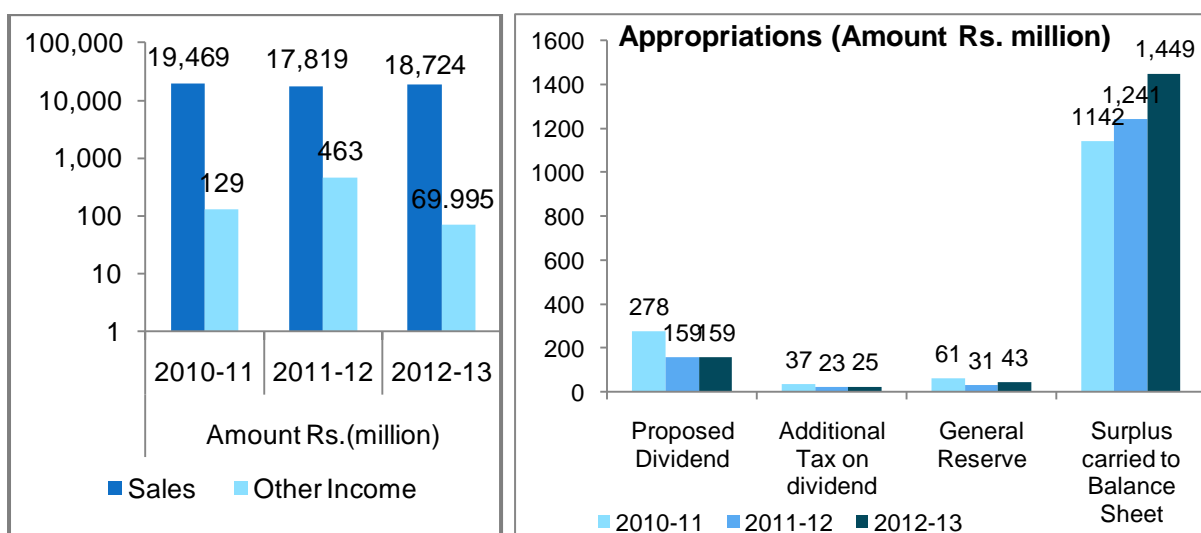 100,000
10,000
1,000
100
10
1
19,469
17,819
18,724
129
463
69.995
2010-11 2011-12 2012-13
Amount Rs.(million)
Sales Other Income
Appropriations (Amount Rs. million)
1600
1400
1200
1000
800
600
400
200
0
278
159 159
37 23 25
61 31 43
1142
1,241
1,449
Proposed
Dividend
Additional
Tax on
dividend
General
Reserve
Surplus
carried to
Balance
Sheet
2010-11 2011-12 2012-13